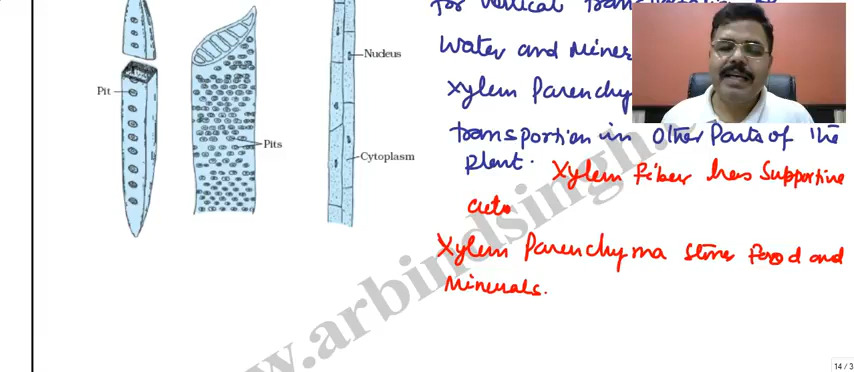 for vertical
Nucleus
Water and Miner
Pit
Xylem Parenchy
transportion in other Parts of the
Pits
Cytoplasm
plant.
Xylem fiber has Supportive
Xylem Parenchyma store food and
Minerals.
www.arbindsingh.
14 / 3